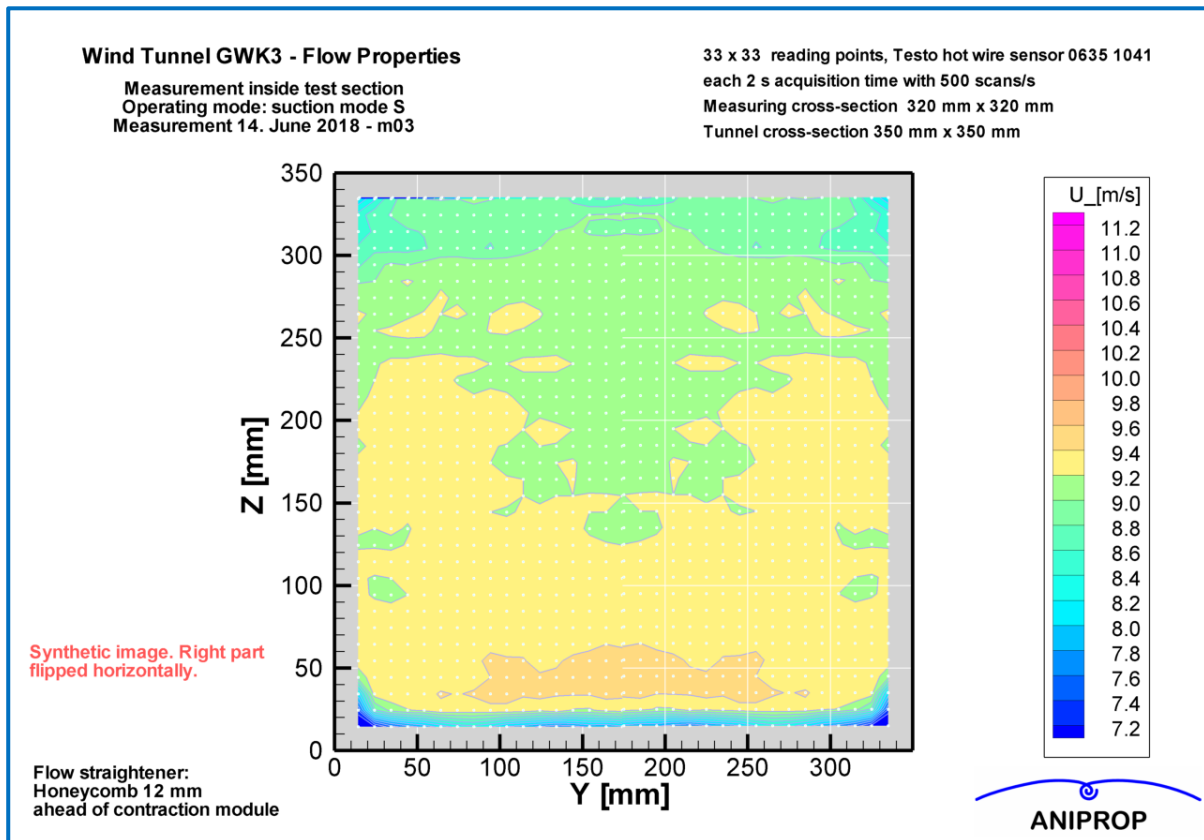 Wind Tunnel GWK3 - Flow Properties
Measurement inside test section
Operating mode: suction mode S
Measurement 14. June 2018 - m03
33 x 33 reading points, Testo hot wire sensor 0635 1041
each 2 s acquisition time with 500 scans/s
Measuring cross-section 320 mm x 320 mm
Tunnel cross-section 350 mm x 350 mm
350
300
250
200
150
100
50
0
Z [mm]
0 50 100 150 200 250 300
Y [mm]
U_[m/s]
11.2
11.0
10.8
10.6
10.4
10.2
10.0
9.8
9.6
9.4
9.2
9.0
8.8
8.6
8.4
8.2
8.0
7.8
7.6
7.4
7.2
Synthetic image. Right part
flipped horizontally.
Flow straightener:
Honeycomb 12 mm
ahead of contraction module
ANIPROP